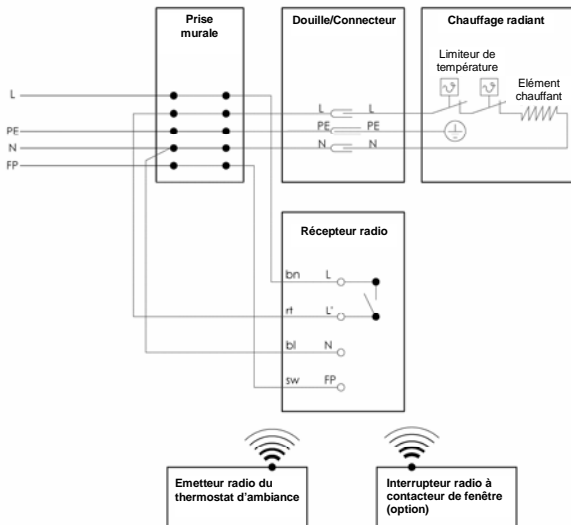 Prise
murale
Douille/Connecteur
Chauffage radiant
Limiteur de
température
Elément
chauffant
L
L
L
PE
PE
PE
N
N
N
FP
Récepteur radio
bn L
rt L'
bl N
sw FP
Emetteur radio du
thermostat d'ambiance
Interrupteur radio à
contacteur de fenêtre
(option)